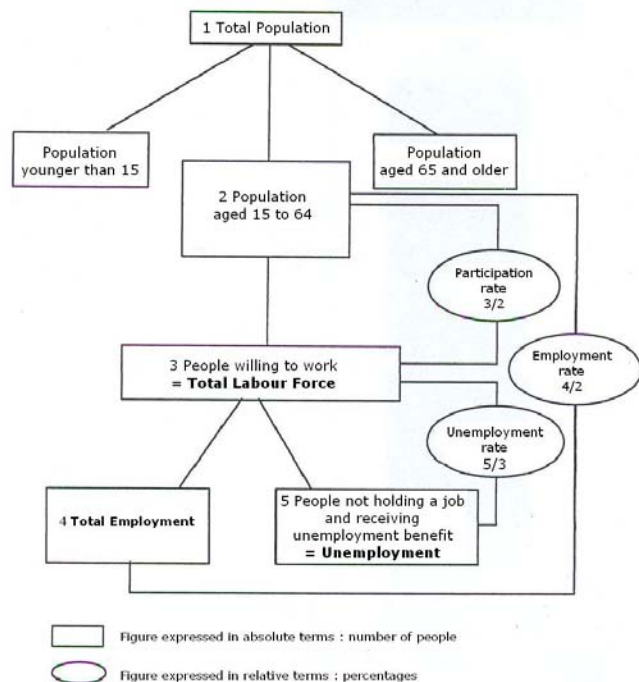 1 Total Population
Population
younger than 15
Population
aged 65 and older
2 Population
aged 15 to 64
Participation
rate
3/2
3 People willing to work
= Total Labour Force
Employment
rate
4/2
Unemployment
rate
5/3
4 Total Employment
5 People not holding a job
and receiving
unemployment benefit
= Unemployment
Figure expressed in absolute terms : number of people
Figure expressed in relative terms ; percentages